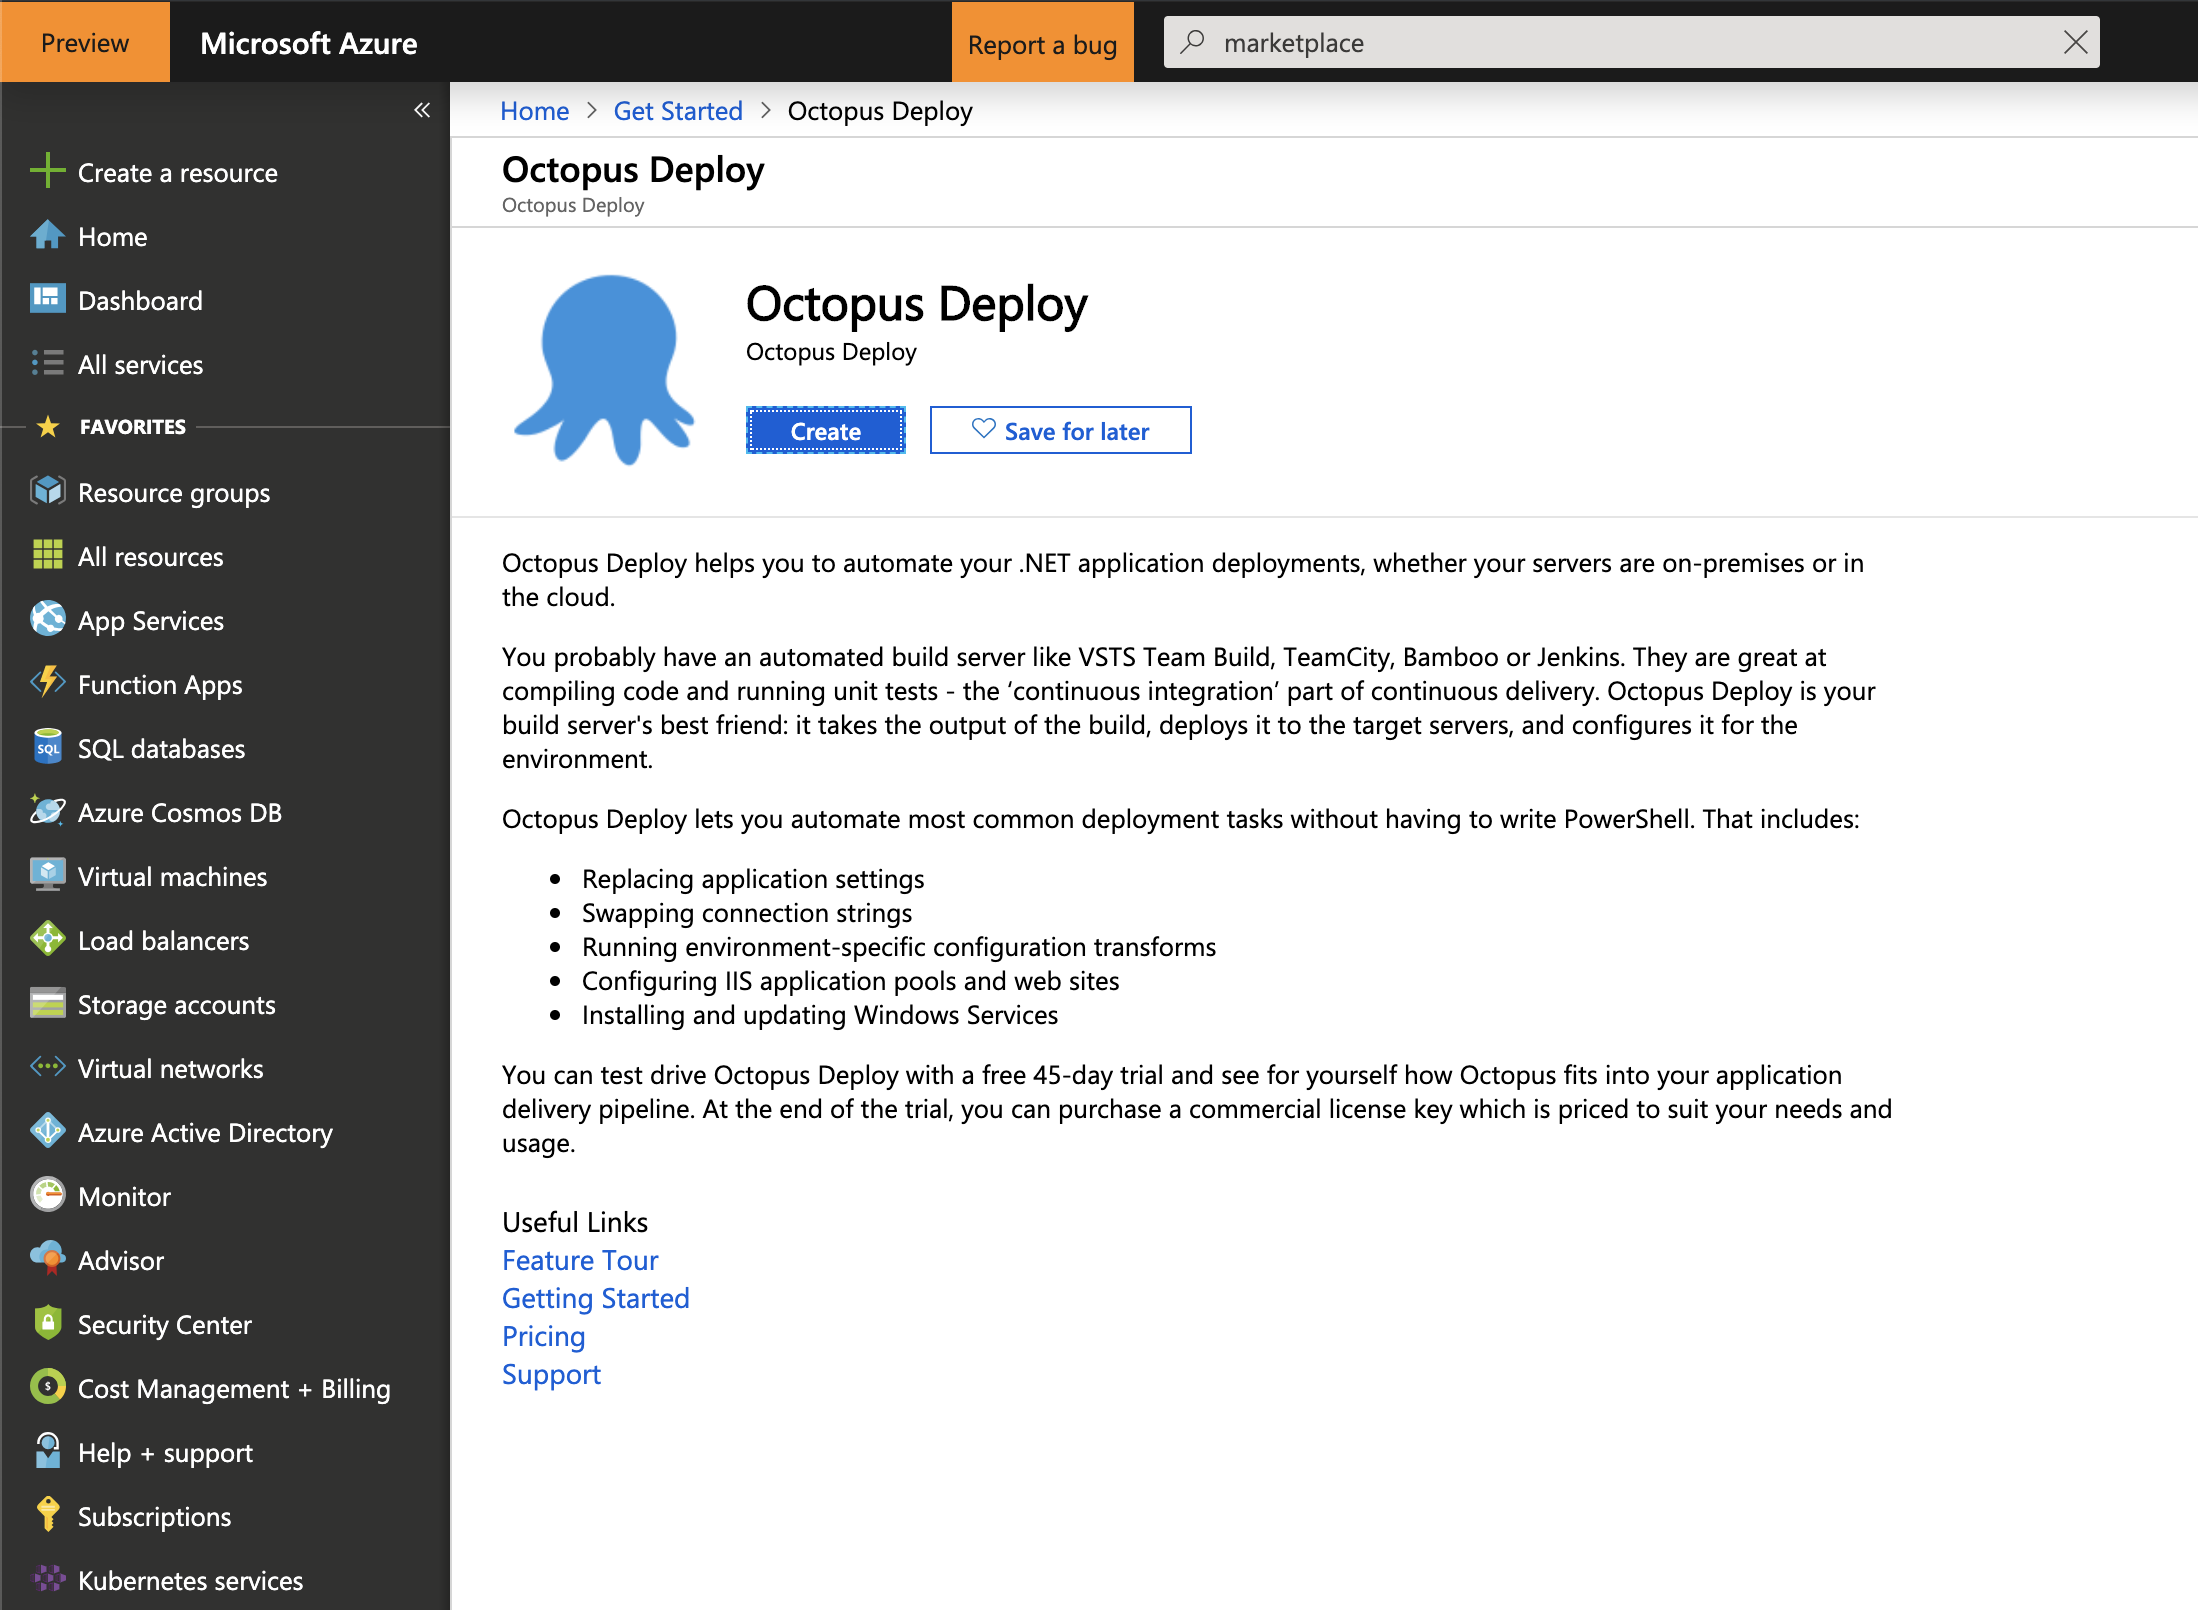 Preview
Microsoft Azure
Report a bug
marketplace
Create a resource
Home
Dashboard
All services
FAVORITES
Resource groups
All resources
App Services
Function Apps
SQL
SQL databases
Azure Cosmos DB
Virtual machines
Load balancers
Storage accounts
Virtual networks
Azure Active Directory
Monitor
Advisor
Security Center
$
Cost Management + Billing
Help + support
Subscriptions
Kubernetes services
Home > Get Started > Octopus Deploy
Octopus Deploy
Octopus Deploy
Octopus Deploy
Octopus Deploy
Create
Save for later
Octopus Deploy helps you to automate your .NET application deployments, whether your servers are on-premises or in
the cloud.
You probably have an automated build server like VSTS Team Build, TeamCity, Bamboo or Jenkins. They are great at
compiling code and running unit tests - the ‘continuous integration’ part of continuous delivery. Octopus Deploy is your
build server's best friend: it takes the output of the build, deploys it to the target servers, and configures it for the
environment.
Octopus Deploy lets you automate most common deployment tasks without having to write PowerShell. That includes:
• Replacing application settings
• Swapping connection strings
• Running environment-specific configuration transforms
• Configuring IIS application pools and web sites
• Installing and updating Windows Services
You can test drive Octopus Deploy with a free 45-day trial and see for yourself how Octopus fits into your application
delivery pipeline. At the end of the trial, you can purchase a commercial license key which is priced to suit your needs and
usage.
Useful Links
Feature Tour
Getting Started
Pricing
Support